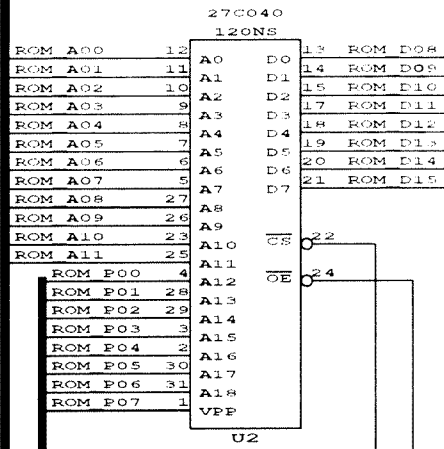 27C040
120NS
ROM A00 12 A0 D0 13 ROM D08
ROM A01 11 A1 D1 14 ROM D09
ROM A02 10 A2 D2 15 ROM D10
ROM A03 9 A3 D3 17 ROM D11
ROM A04 8 A4 D4 18 ROM D12
ROM A05 7 A5 D5 19 ROM D13
ROM A06 6 A6 D6 20 ROM D14
ROM A07 5 A7 D7 21 ROM D15
ROM A08 27 A8
ROM A09 26 A9
ROM A10 23 A10 CS 22
ROM A11 25 A11
ROM P00 4 A12 OE 24
ROM P01 28 A13
ROM P02 29 A14
ROM P03 3 A15
ROM P04 2 A16
ROM P05 30 A17
ROM P06 31 A18
ROM P07 1 VPP
U2